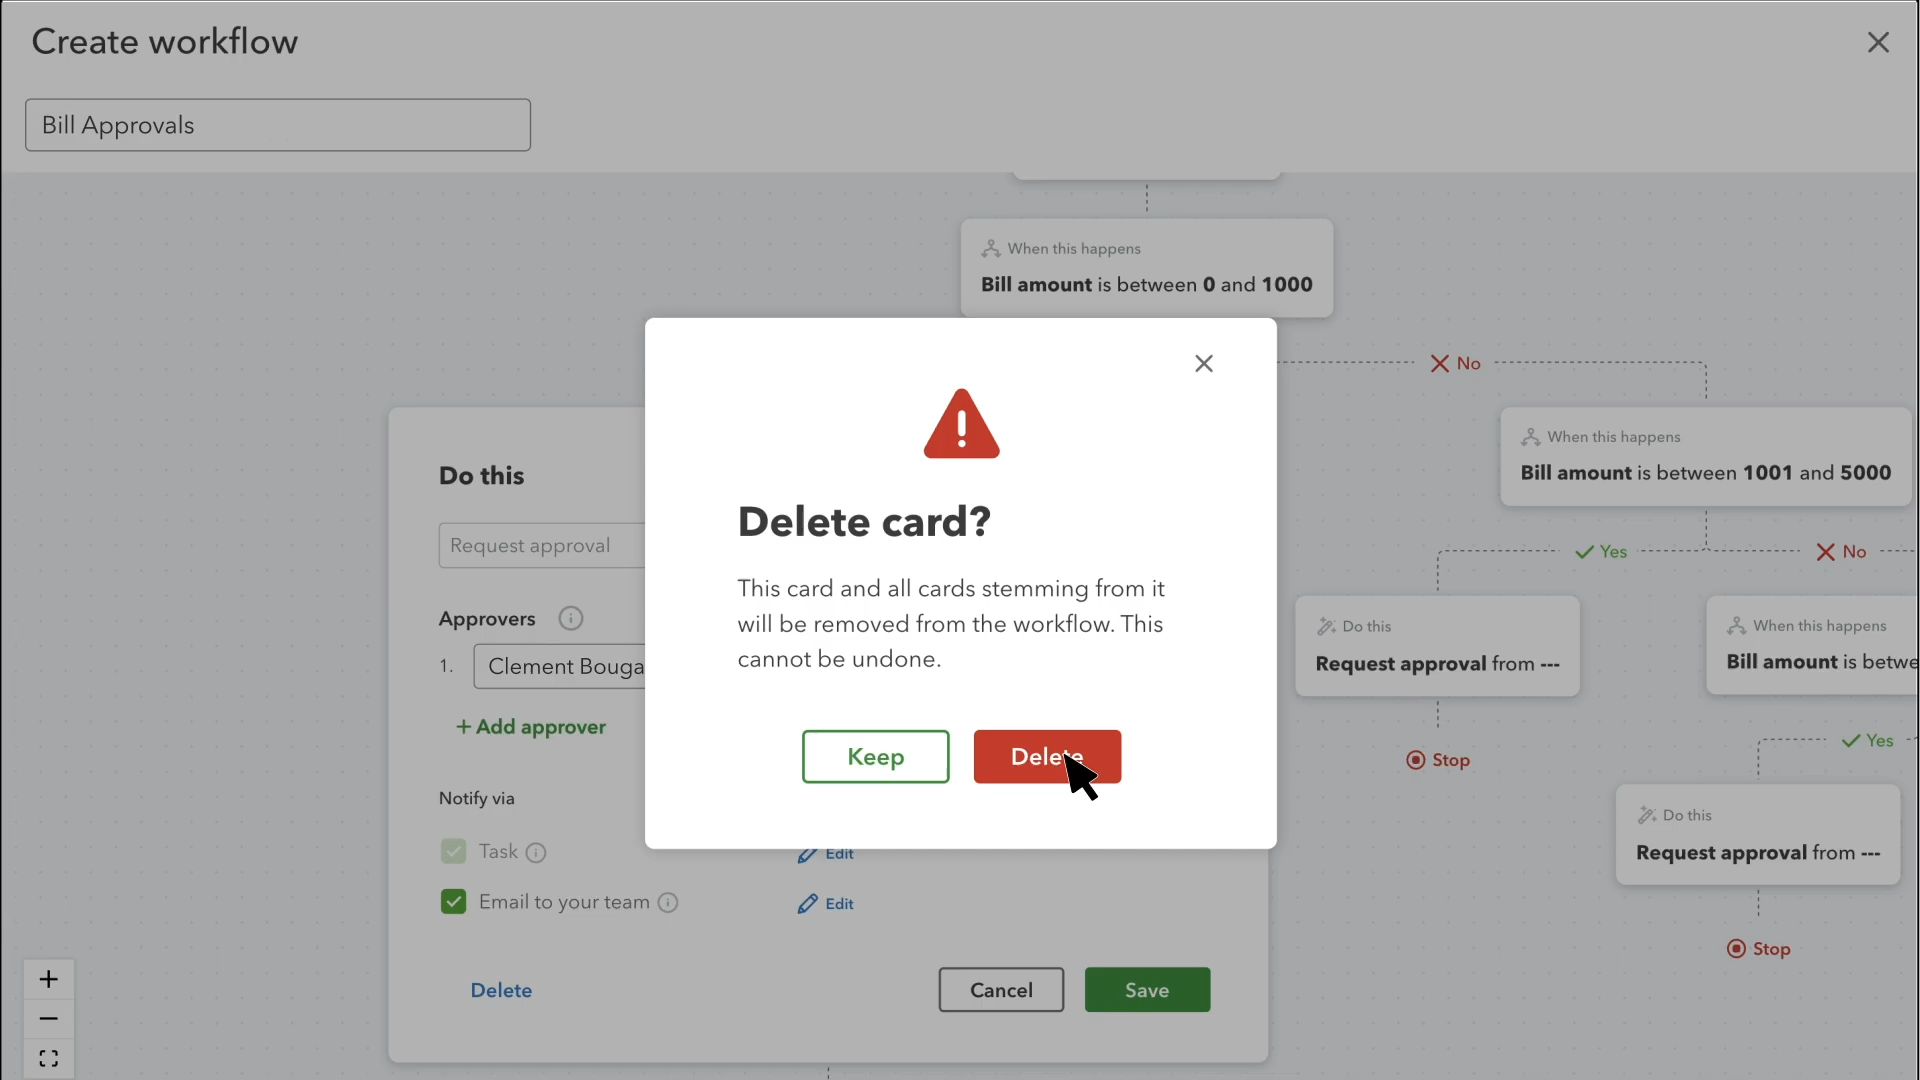 Create workflow
Bill Approvals
When this happens
Bill amount is between 0 and 1000
No
When this happens
Bill amount is between 1001 and 5000
Yes
No
Do this
Request approval from ---
Stop
When this happens
Bill amount is
Yes
Do this
Request approval from ---
Stop
Do this
Request approval
Approvers
1.
Clement
+ Add approver
Notify via
Task
Edit
Email to your team
Edit
Delete
Cancel
Save
Delete card?
This card and all cards stemming from it
will be removed from the workflow. This
cannot be undone.
Keep
Delete